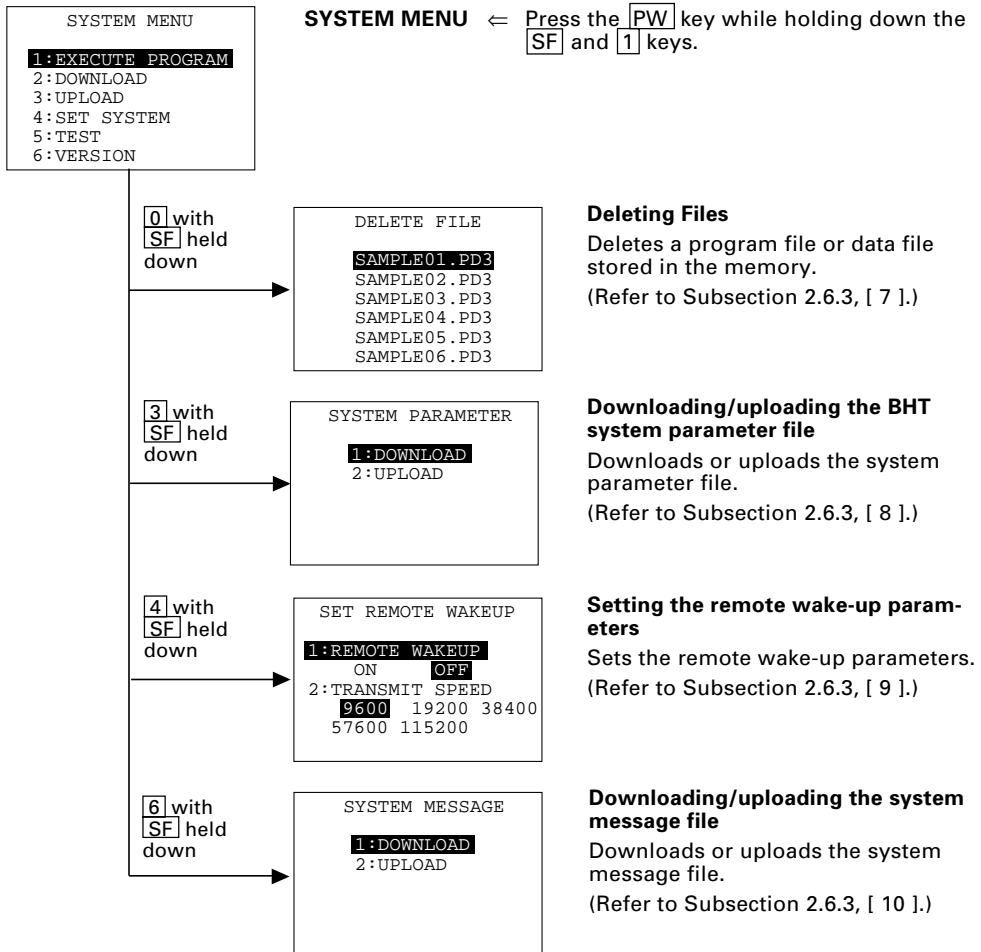 SYSTEM MENU
1:EXECUTE PROGRAM
2:DOWNLOAD
3:UPLOAD
4:SET SYSTEM
5:TEST
6:VERSION
SYSTEM MENU ⇐ Press the PW key while holding down the
SF and 1 keys.
0 with
SF held
down
DELETE FILE
SAMPLE01.PD3
SAMPLE02.PD3
SAMPLE03.PD3
SAMPLE04.PD3
SAMPLE05.PD3
SAMPLE06.PD3
Deleting Files
Deletes a program file or data file
stored in the memory.
(Refer to Subsection 2.6.3, [ 7 ].)
3 with
SF held
down
SYSTEM PARAMETER
1:DOWNLOAD
2:UPLOAD
Downloading/uploading the BHT
system parameter file
Downloads or uploads the system
parameter file.
(Refer to Subsection 2.6.3, [ 8 ].)
4 with
SF held
down
SET REMOTE WAKEUP
1:REMOTE WAKEUP
ON OFF
2:TRANSMIT SPEED
9600 19200 38400
57600 115200
Setting the remote wake-up param-
eters
Sets the remote wake-up parameters.
(Refer to Subsection 2.6.3, [ 9 ].)
6 with
SF held
down
SYSTEM MESSAGE
1:DOWNLOAD
2:UPLOAD
Downloading/uploading the system
message file
Downloads or uploads the system
message file.
(Refer to Subsection 2.6.3, [ 10 ].)